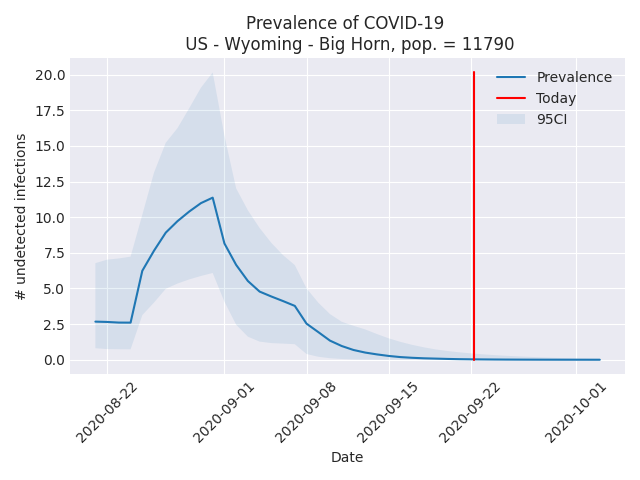 Prevalence of COVID-19
US - Wyoming - Big Horn, pop. = 11790
20.0
17.5
15.0
12.5
10.0
7.5
5.0
2.5
0.0
# undetected infections
Prevalence
Today
95CI
2020-08-22
2020-09-01
2020-09-08
2020-09-15
2020-09-22
2020-10-01
Date